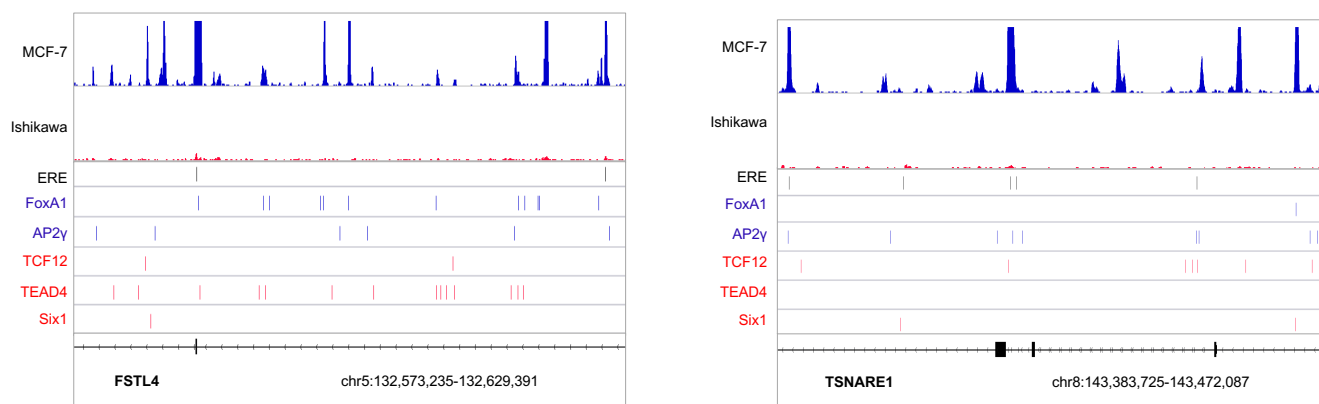 MCF-7
Ishikawa
ERE
FoxA1
AP2γ
TCF12
TEAD4
Six1
FSTL4 chr5:132,573,235-132,629,391
MCF-7
Ishikawa
ERE
FoxA1
AP2γ
TCF12
TEAD4
Six1
TSNARE1 chr8:143,383,725-143,472,087